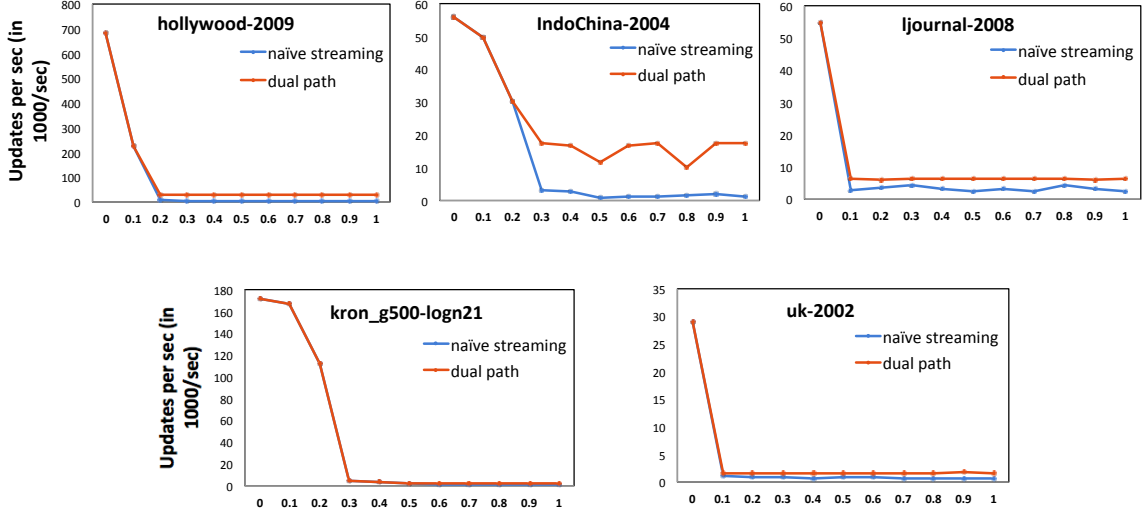 Updates per sec (in
1000/sec)
hollywood-2009
naïve streaming
dual path
800
700
600
500
400
300
200
100
0
0 0.1 0.2 0.3 0.4 0.5 0.6 0.7 0.8 0.9 1
IndoChina-2004
naïve streaming
dual path
60
50
40
30
20
10
0
0 0.1 0.2 0.3 0.4 0.5 0.6 0.7 0.8 0.9 1
ljournal-2008
naïve streaming
dual path
60
50
40
30
20
10
0
0 0.1 0.2 0.3 0.4 0.5 0.6 0.7 0.8 0.9 1
Updates per sec (in
1000/sec)
kron_g500-logn21
naïve streaming
dual path
180
160
140
120
100
80
60
40
20
0
0 0.1 0.2 0.3 0.4 0.5 0.6 0.7 0.8 0.9 1
uk-2002
naïve streaming
dual path
35
30
25
20
15
10
5
0
0 0.1 0.2 0.3 0.4 0.5 0.6 0.7 0.8 0.9 1